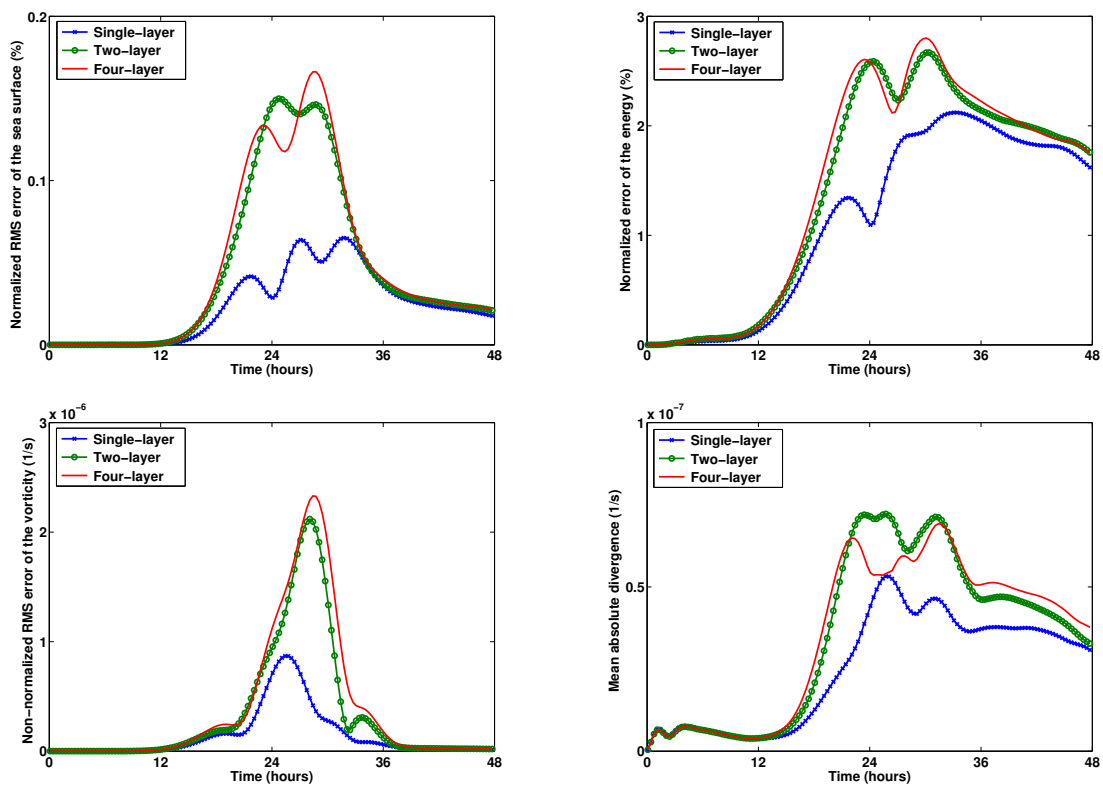 Normalized RMS error of the sea surface (%)
0.2
0.1
0
Single−layer
Two−layer
Four−layer
0 12 24 36 48
Time (hours)
Normalized error of the energy (%)
3
2
1
0
Single−layer
Two−layer
Four−layer
0 12 24 36 48
Time (hours)
Non−normalized RMS error of the vorticity (1/s)
x 10−6
3
2
1
0
Single−layer
Two−layer
Four−layer
0 12 24 36 48
Time (hours)
Mean absolute divergence (1/s)
x 10−7
1
0.5
0
Single−layer
Two−layer
Four−layer
0 12 24 36 48
Time (hours)